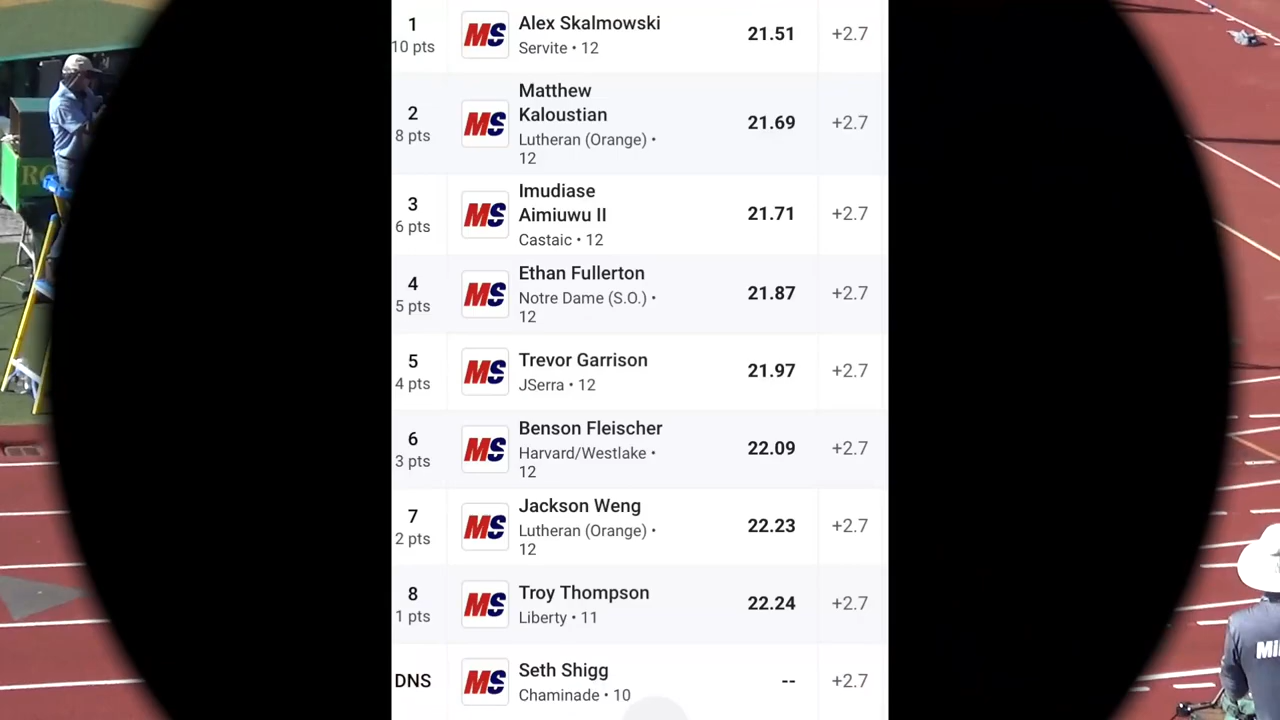 1
10 pts
MS
Alex Skalmowski
Servite • 12
21.51
+2.7
2
8 pts
MS
Matthew
Kaloustian
Lutheran (Orange) •
12
21.69
+2.7
3
6 pts
MS
Imudiase
Aimiuwu II
Castaic • 12
21.71
+2.7
4
5 pts
MS
Ethan Fullerton
Notre Dame (S.O.) •
12
21.87
+2.7
5
4 pts
MS
Trevor Garrison
JSerra • 12
21.97
+2.7
6
3 pts
MS
Benson Fleischer
Harvard/Westlake •
12
22.09
+2.7
7
2 pts
MS
Jackson Weng
Lutheran (Orange) •
12
22.23
+2.7
8
1 pts
MS
Troy Thompson
Liberty • 11
22.24
+2.7
DNS
MS
Seth Shigg
Chaminade • 10
--
+2.7